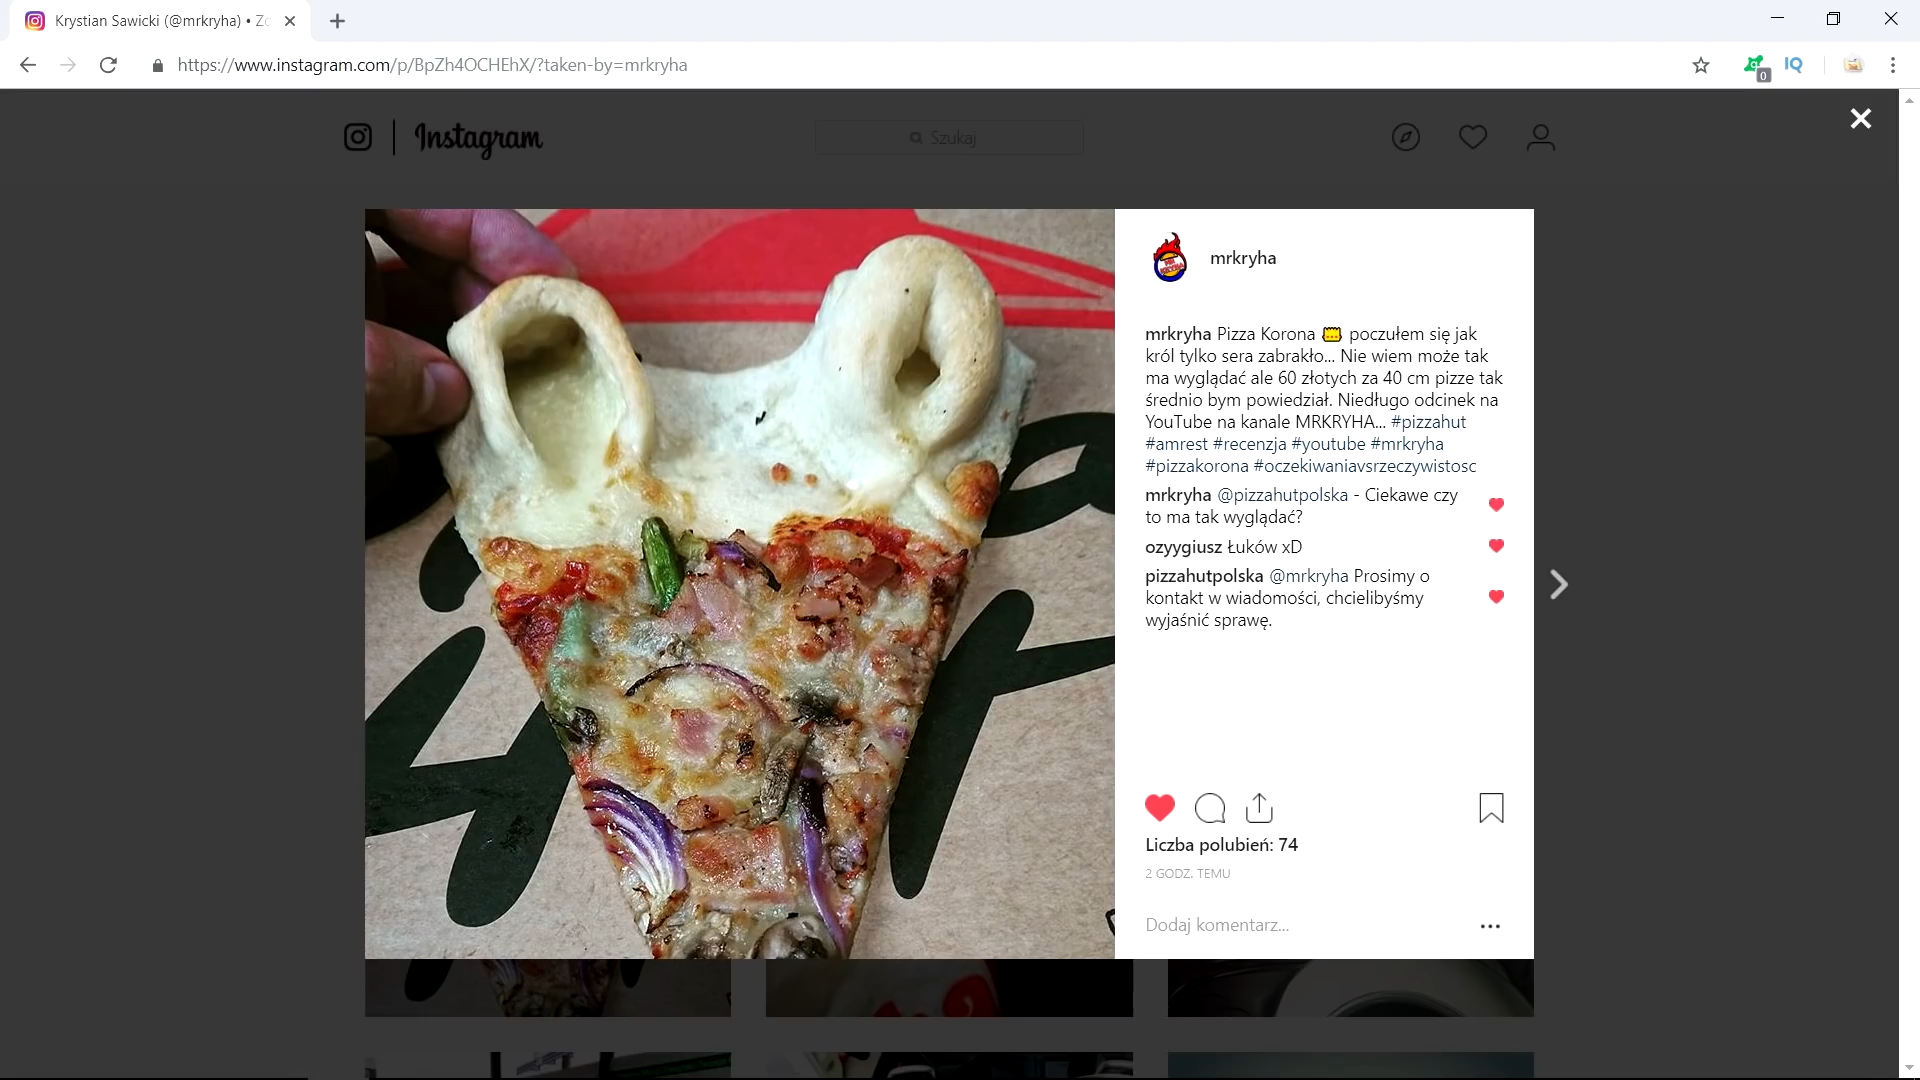 Krystian Sawicki (@mrkryha) • Zd
https://www.instagram.com/p/BpZh4OCHEhX/?taken-by=mrkryha
0
IQ
Instagram
Szukaj
mrkryha
mrkryha Pizza Korona poczułem się jak
król tylko sera zabrakło... Nie wiem może tak
ma wyglądać ale 60 złotych za 40 cm pizze tak
średnio bym powiedział. Niedługo odcinek na
YouTube na kanale MRKRYHA... #pizzahut
#amrest #recenzja #youtube #mrkryha
#pizzakorona #oczekiwaniavsrzeczywistosc
mrkryha @pizzahutpolska - Ciekawe czy
to ma tak wyglądać?
ozyygiusz Łuków xD
pizzahutpolska @mrkryha Prosimy o
kontakt w wiadomości, chcielibyśmy
wyjaśnić sprawę.
Liczba polubień: 74
2 GODZ. TEMU
Dodaj komentarz...